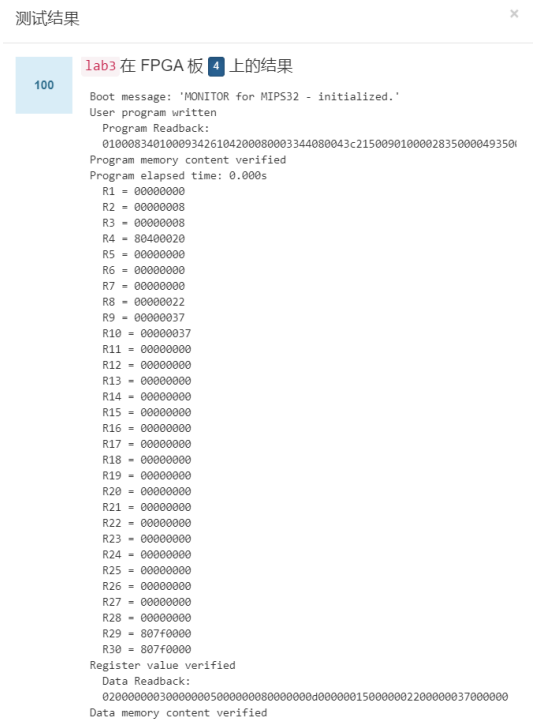 测试结果
×
100
lab3 在 FPGA 板 4 上的结果
Boot message: 'MONITOR for MIPS32 - initialized.'
User program written
Program Readback:
010008340100093426104200080003344080043c2150090100002835000049350(
Program memory content verified
Program elapsed time: 0.000s
R1 = 00000000
R2 = 00000008
R3 = 00000008
R4 = 80400020
R5 = 00000000
R6 = 00000000
R7 = 00000000
R8 = 00000022
R9 = 00000037
R10 = 00000037
R11 = 00000000
R12 = 00000000
R13 = 00000000
R14 = 00000000
R15 = 00000000
R16 = 00000000
R17 = 00000000
R18 = 00000000
R19 = 00000000
R20 = 00000000
R21 = 00000000
R22 = 00000000
R23 = 00000000
R24 = 00000000
R25 = 00000000
R26 = 00000000
R27 = 00000000
R28 = 00000000
R29 = 807f0000
R30 = 807f0000
Register value verified
Data Readback:
020000000300000005000000080000000d000000150000002200000037000000
Data memory content verified